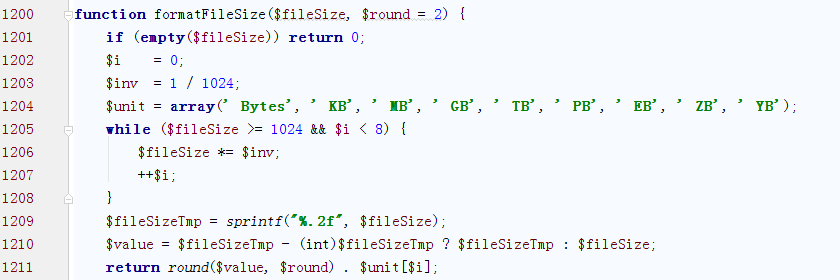 1200 function formatFileSize($fileSize, $round = 2) {
1201 if (empty($fileSize)) return 0;
1202 $i = 0;
1203 $inv = 1 / 1024;
1204 $unit = array(' Bytes', ' KB', ' MB', ' GB', ' TB', ' PB', ' EB', ' ZB', ' YB');
1205 while ($fileSize >= 1024 && $i < 8) {
1206 $fileSize *= $inv;
1207 ++$i;
1208 }
1209 $fileSizeTmp = sprintf("%.2f", $fileSize);
1210 $value = $fileSizeTmp - (int)$fileSizeTmp ? $fileSizeTmp : $fileSize;
1211 return round($value, $round) . $unit[$i];